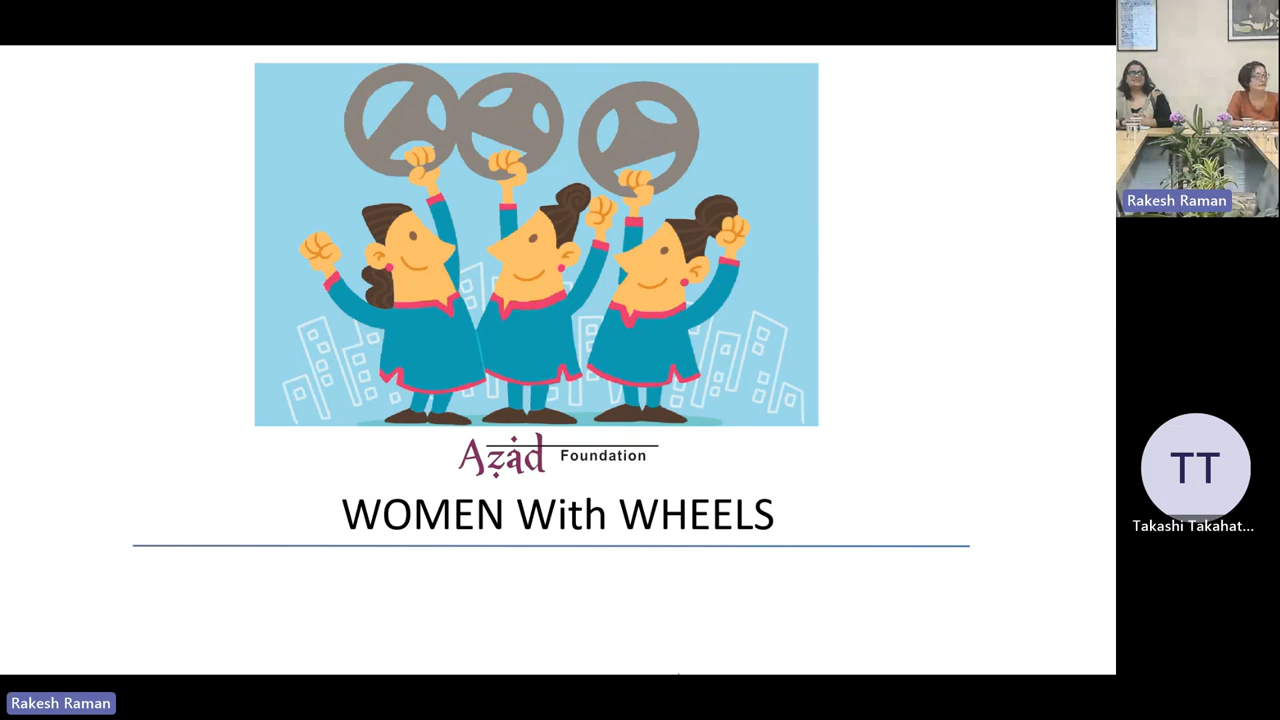 Azad Foundation
WOMEN With WHEELS
Rakesh Raman
TT
Takashi Takahat...
Rakesh Raman